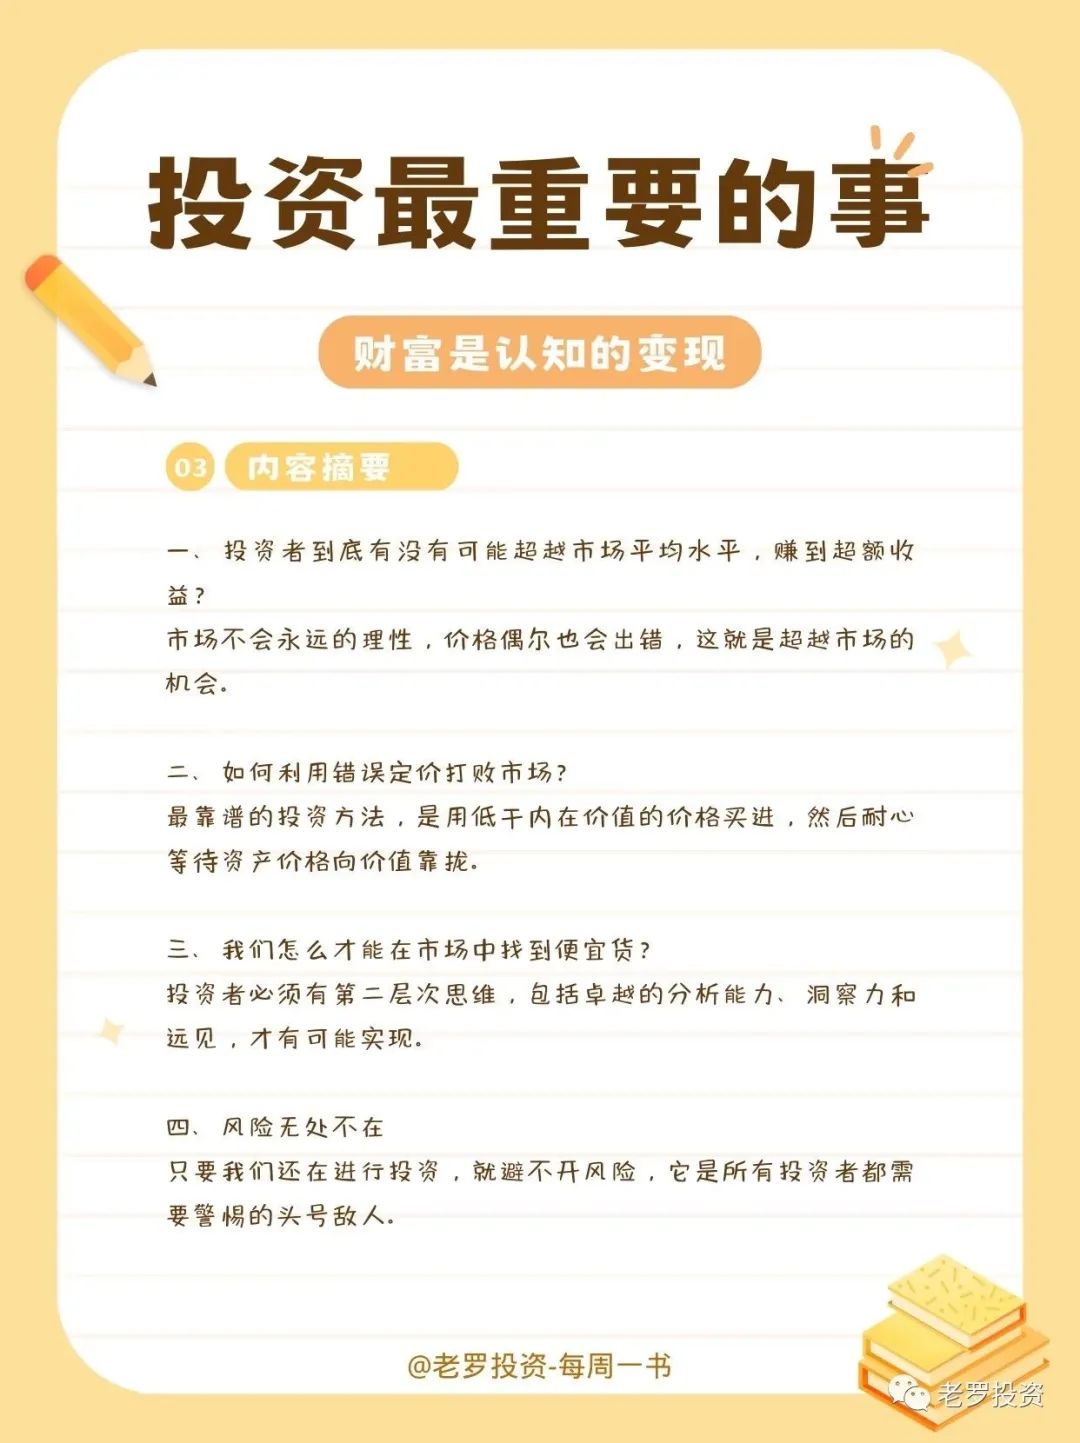 投资最重要的事
财富是认知的变现
03 内容摘要
一、投资者到底有没有可能超越市场平均水平，赚到超额收
益？
市场不会永远的理性，价格偶尔也会出错，这就是超越市场的
机会。
二、如何利用错误定价打败市场？
最靠谱的投资方法，是用低于内在价值的价格买进，然后耐心
等待资产价格向价值靠拢。
三、我们怎么才能在市场中找到便宜货？
投资者必须有第二层次思维，包括卓越的分析能力、洞察力和
远见，才有可能实现。
四、风险无处不在
只要我们还在进行投资，就避不开风险，它是所有投资者都需
要警惕的头号敌人。
@老罗投资-每周一书
老罗投资